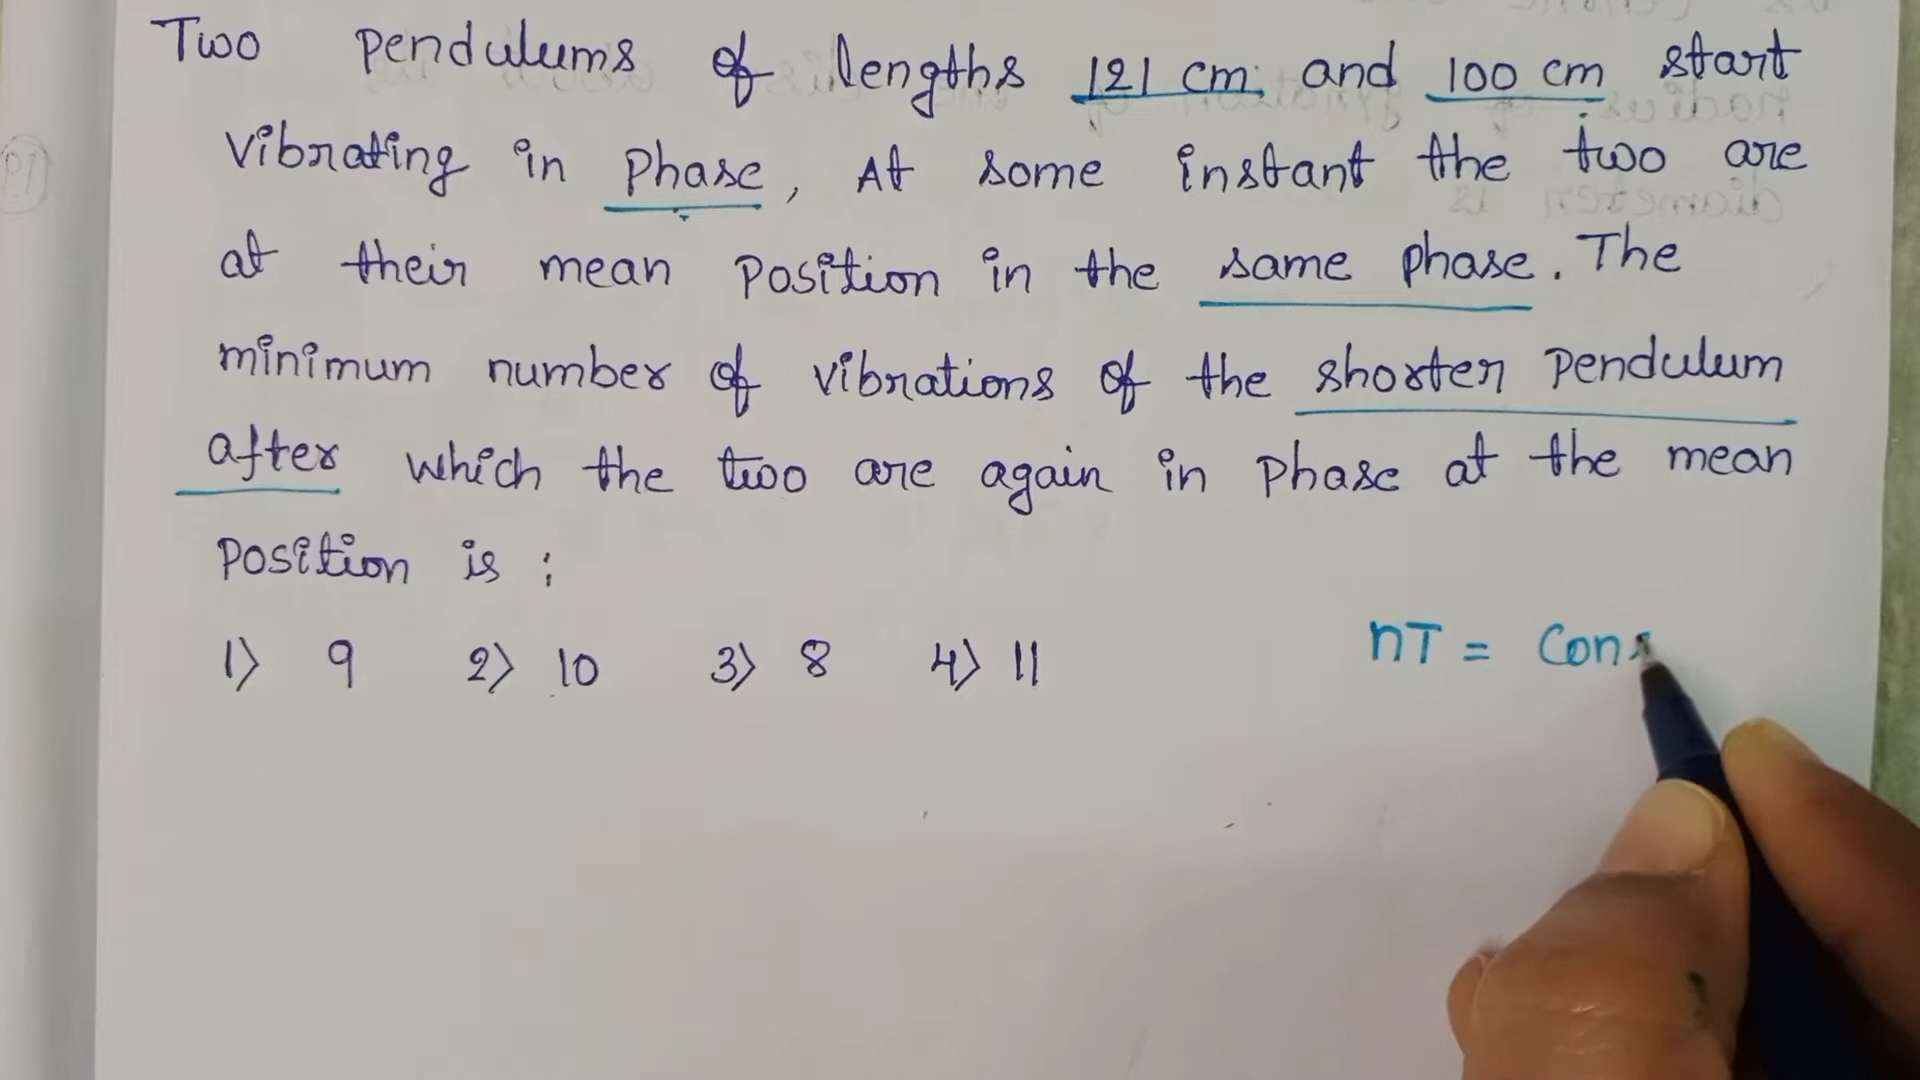 Two pendulums of lengths 121 cm and 100 cm start
vibrating in Phase, At some instant the two are
at their mean position in the same phase. The
minimum number of vibrations of the shorter pendulum
after which the two are again in Phase at the mean
Position is :
1) 9 2) 10 3) 8 4) 11
nT = Cons